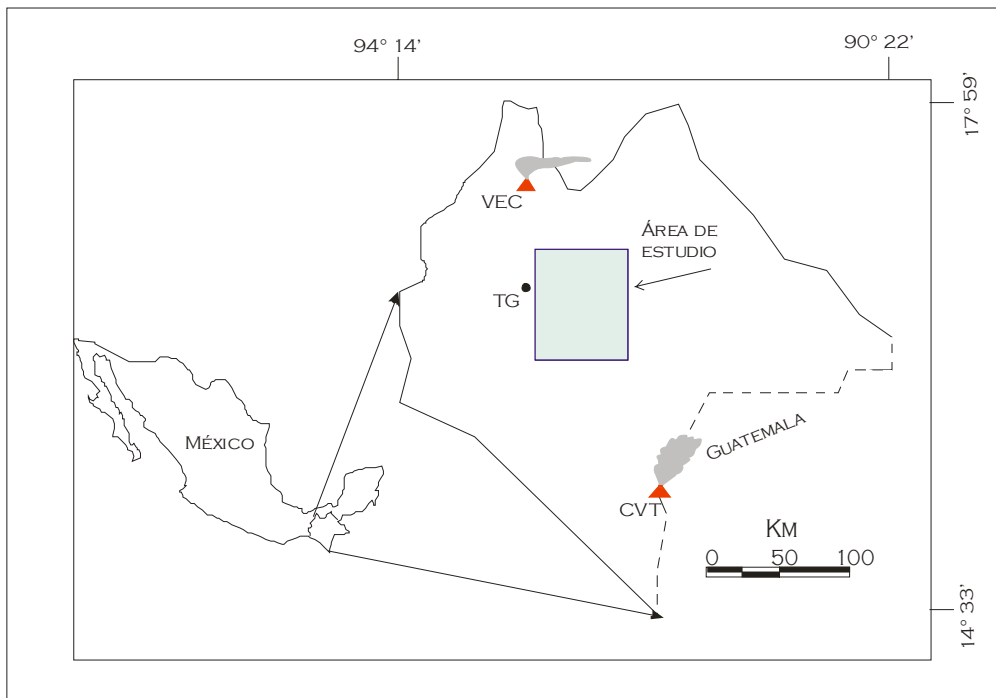 94° 14’
90° 22’
17° 59’
VEC
ÁREA DE
ESTUDIO
TG
MÉXICO
GUATEMALA
CVT
KM
0 50 100
14° 33’